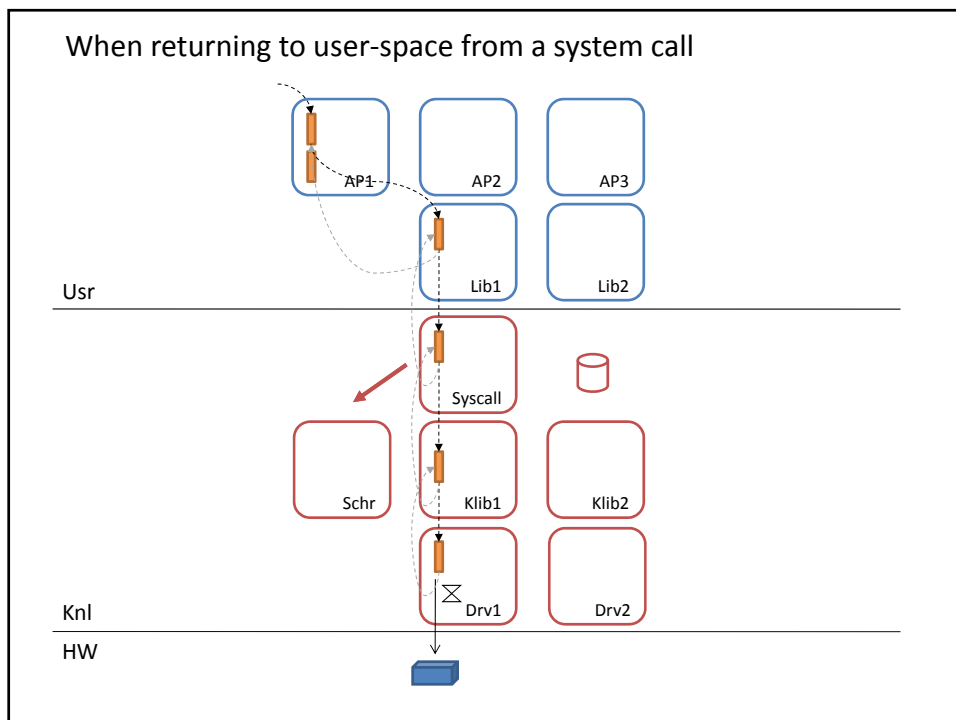 When returning to user-space from a system call
AP1
AP2
AP3
Lib1
Lib2
Usr
Syscall
Schr
Klib1
Klib2
Drv1
Drv2
Knl
HW